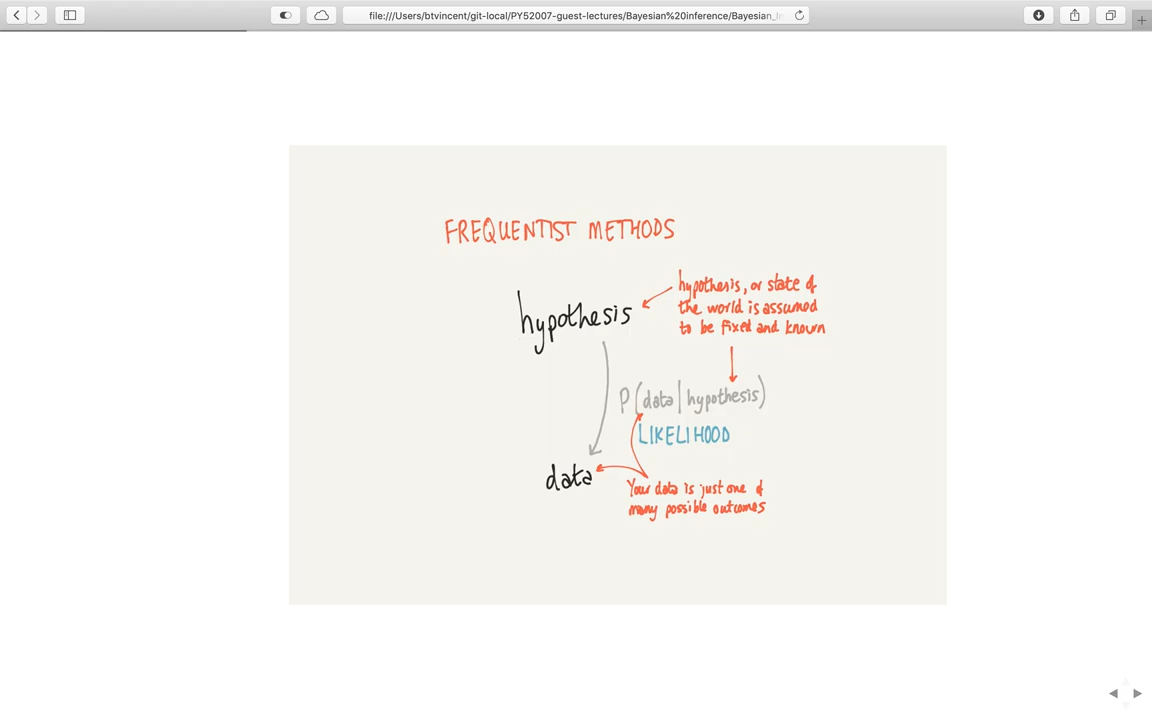 file:///Users/btvincent/git-local/PY52007-guest-lectures/Bayesian%20inference/Bayesian_In
FREQUENTIST METHODS
hypothesis
hypothesis, or state of
the world is assumed
to be fixed and known
P(data|hypothesis)
LIKELIHOOD
data
Your data is just one of
many possible outcomes